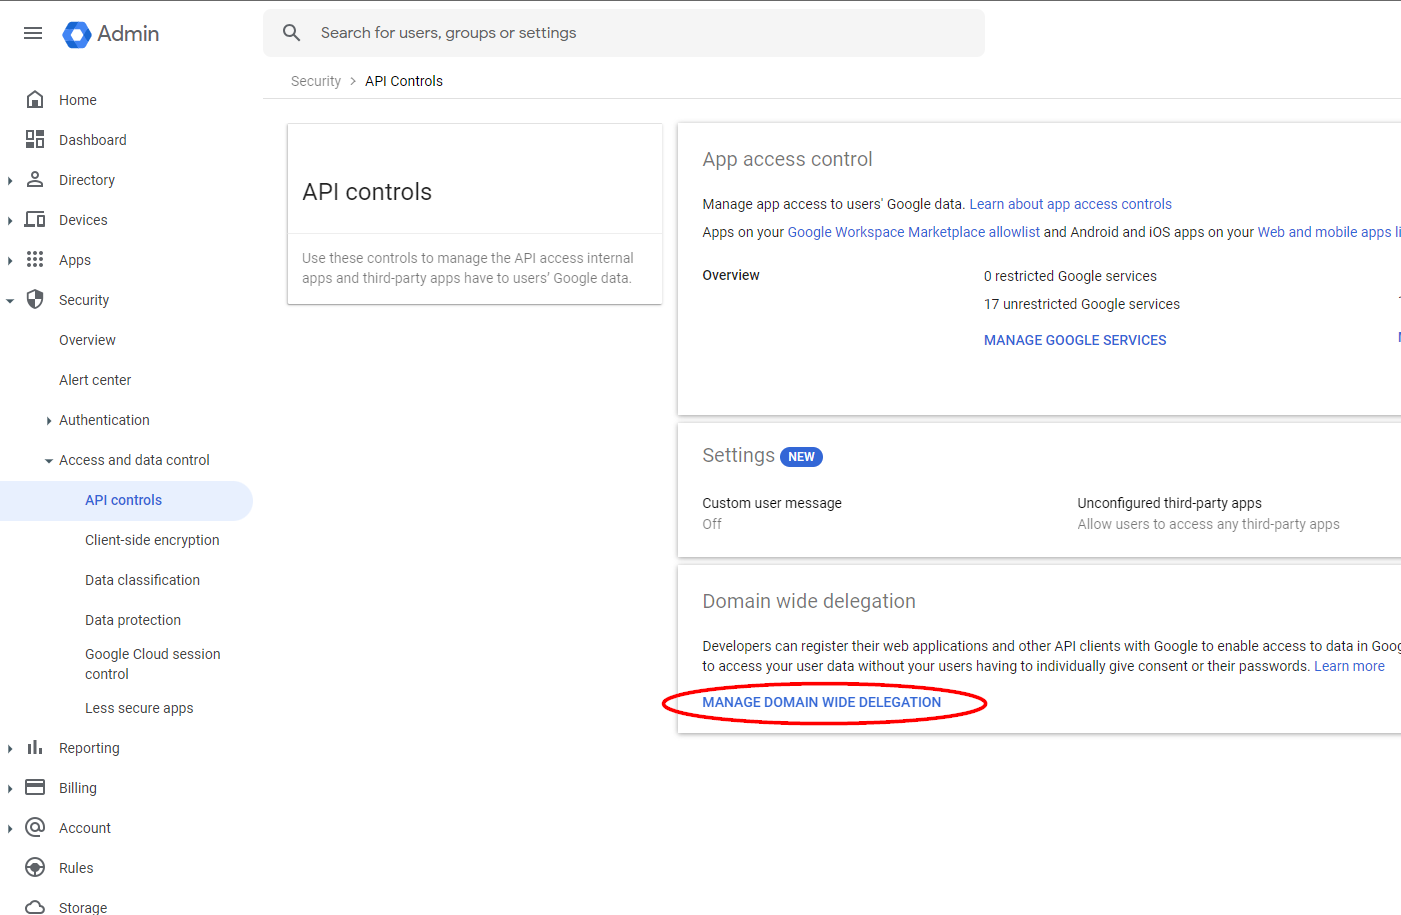 Admin
Search for users, groups or settings
Security > API Controls
Home
Dashboard
Directory
Devices
Apps
Security
Overview
Alert center
Authentication
Access and data control
API controls
Client-side encryption
Data classification
Data protection
Google Cloud session
control
Less secure apps
Reporting
Billing
Account
Rules
Storage
API controls
Use these controls to manage the API access internal
apps and third-party apps have to users' Google data.
App access control
Manage app access to users' Google data. Learn about app access controls
Apps on your Google Workspace Marketplace allowlist and Android and iOS apps on your Web and mobile apps li
Overview
0 restricted Google services
17 unrestricted Google services
MANAGE GOOGLE SERVICES
Settings NEW
Custom user message
Off
Unconfigured third-party apps
Allow users to access any third-party apps
Domain wide delegation
Developers can register their web applications and other API clients with Google to enable access to data in Goog
to access your user data without your users having to individually give consent or their passwords. Learn more
MANAGE DOMAIN WIDE DELEGATION